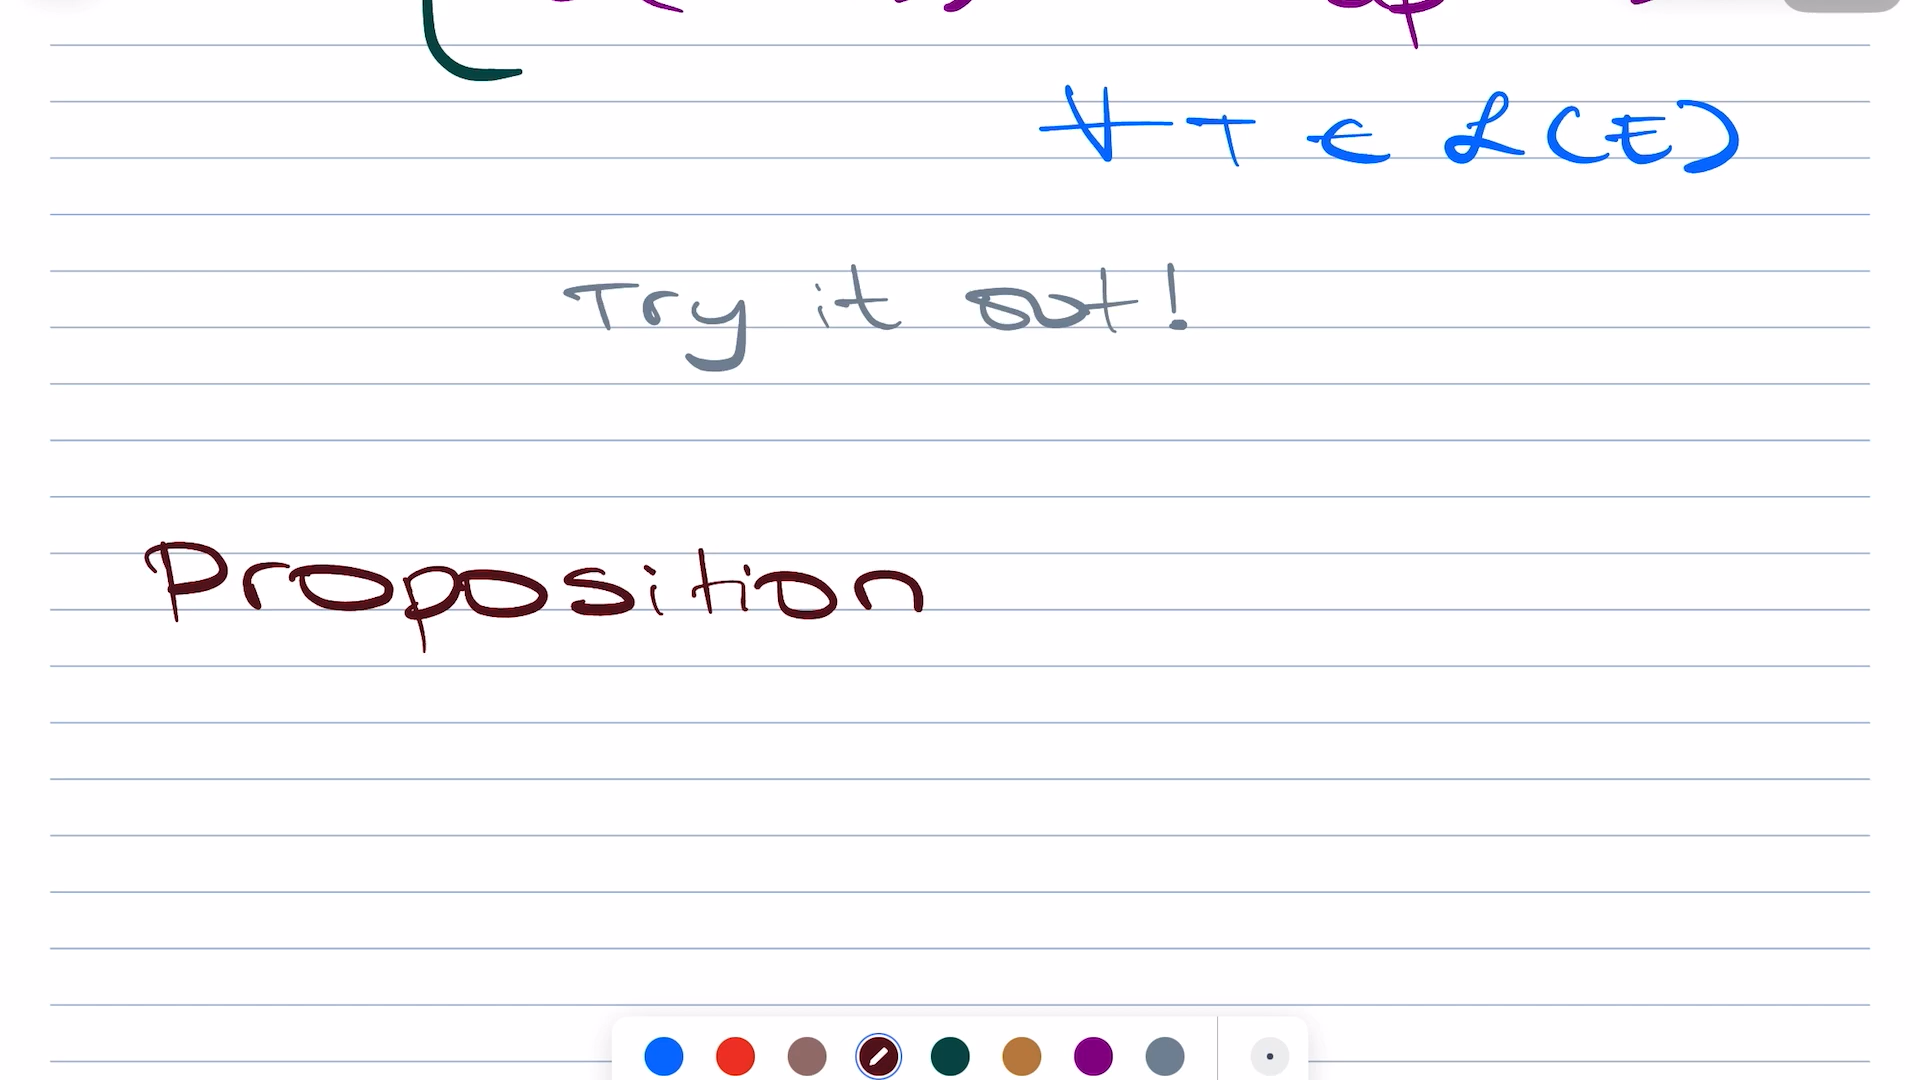 ∀ T ∈ ℒ(E)
Try it out!
Proposition